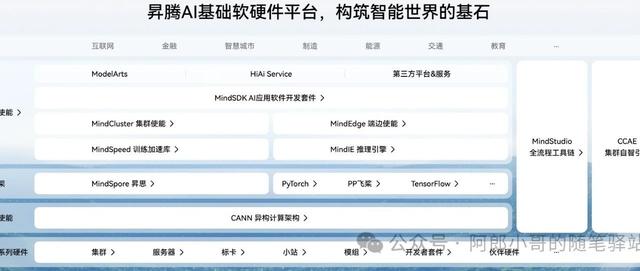 昇腾AI基础软硬件平台，构筑智能世界的基石
互联网 金融 智慧城市 制造 能源 交通 教育 ...
ModelArts HiAi Service 第三方平台&服务
MindSDK AI应用软件开发套件 >
使能 >
MindCluster 集群使能 > MindEdge 端边使能 >
MindSpeed 训练加速库 > MindIE 推理引擎 >
MindStudio
全流程工具链 >
CCAE
集群自智引
架 > MindSpore 昇思 > PyTorch > PP飞桨 > TensorFlow > ...
使能 > CANN 异构计算架构 >
系列硬件 集群 > 服务器 > 标卡 > 小站 > 模组 > 开发者套件 > 伙伴硬件 >
公众号 · 阿郎小哥的随笔驿站